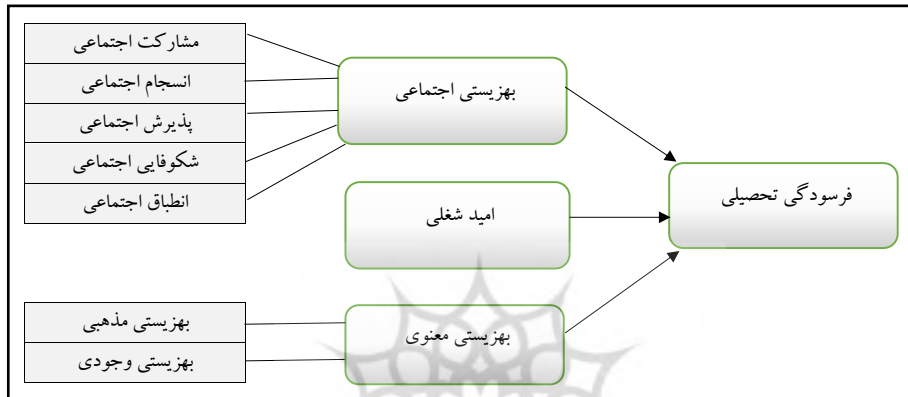 مشارکت اجتماعی
انسجام اجتماعی
پذیرش اجتماعی
شکوفایی اجتماعی
انطباق اجتماعی
بهزیستی اجتماعی
امید شغلی
فرسودگی تحصیلی
بهزیستی مذهبی
بهزیستی وجودی
بهزیستی معنوی